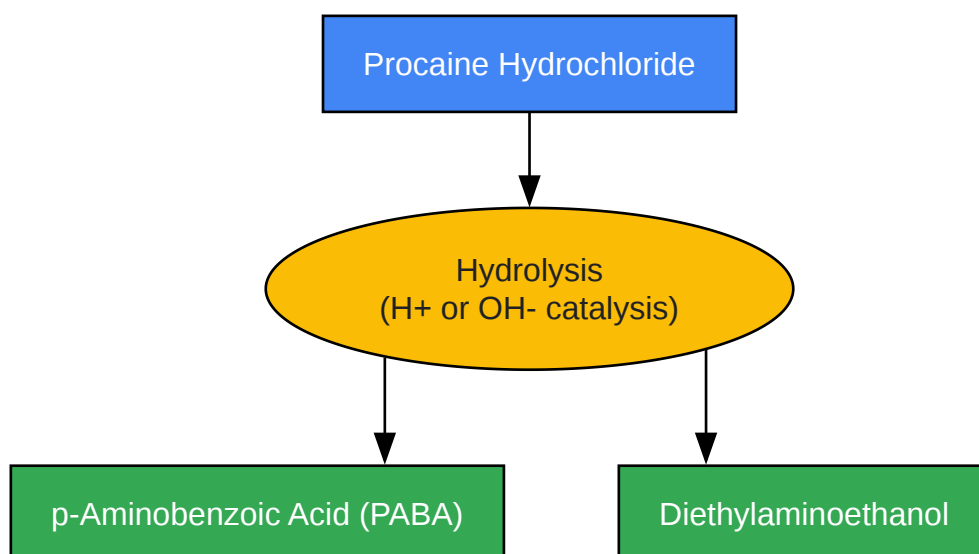 Procaine Hydrochloride
Hydrolysis
(H+ or OH- catalysis)
p-Aminobenzoic Acid (PABA)
Diethylaminoethanol